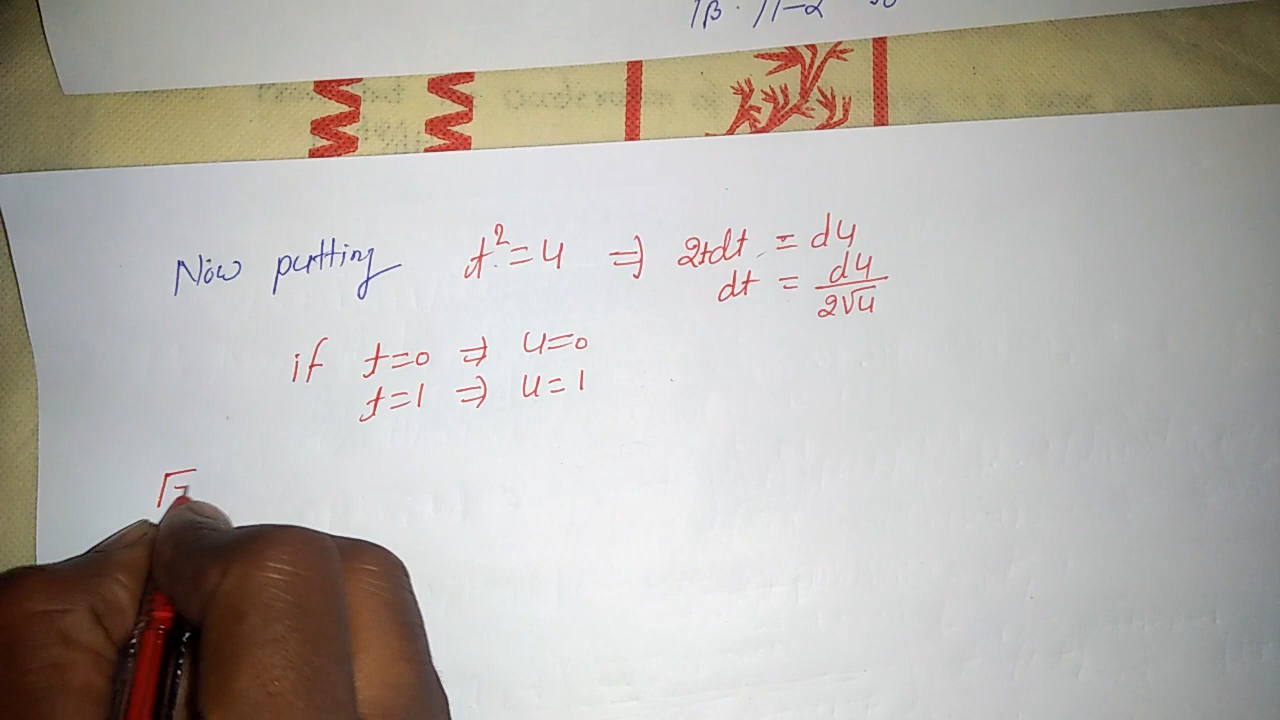 Now putting t² = u ⇒ 2tdt = du
dt = du/2√u
if t=0 ⇒ u=0
t=1 ⇒ u=1